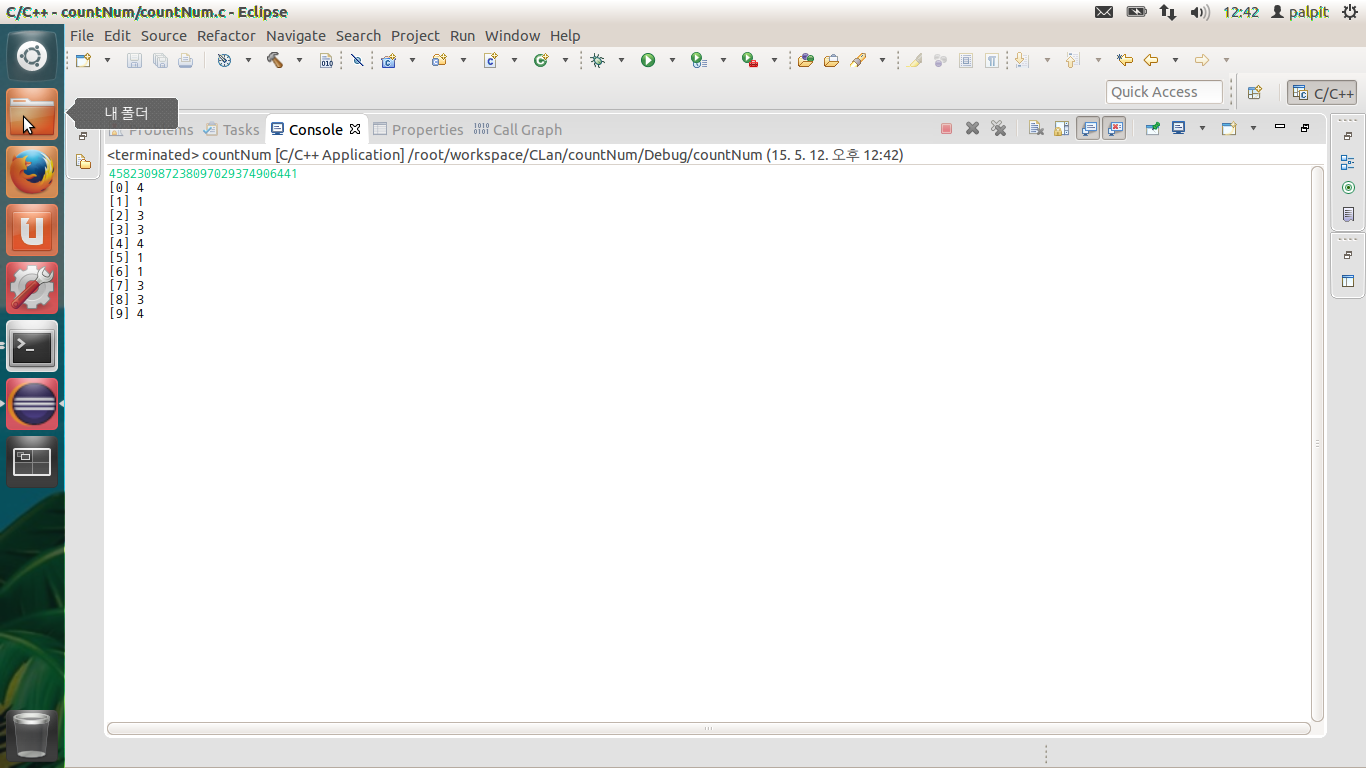 C/C++ - countNum/countNum.c - Eclipse
12:42 palpit
File Edit Source Refactor Navigate Search Project Run Window Help
Quick Access C/C++
내 폴더
Problems Tasks Console Properties Call Graph
<terminated> countNum [C/C++ Application] /root/workspace/CLan/countNum/Debug/countNum (15. 5. 12. 오후 12:42)
458230987238097029374906441
[0] 4
[1] 1
[2] 3
[3] 3
[4] 4
[5] 1
[6] 1
[7] 3
[8] 3
[9] 4